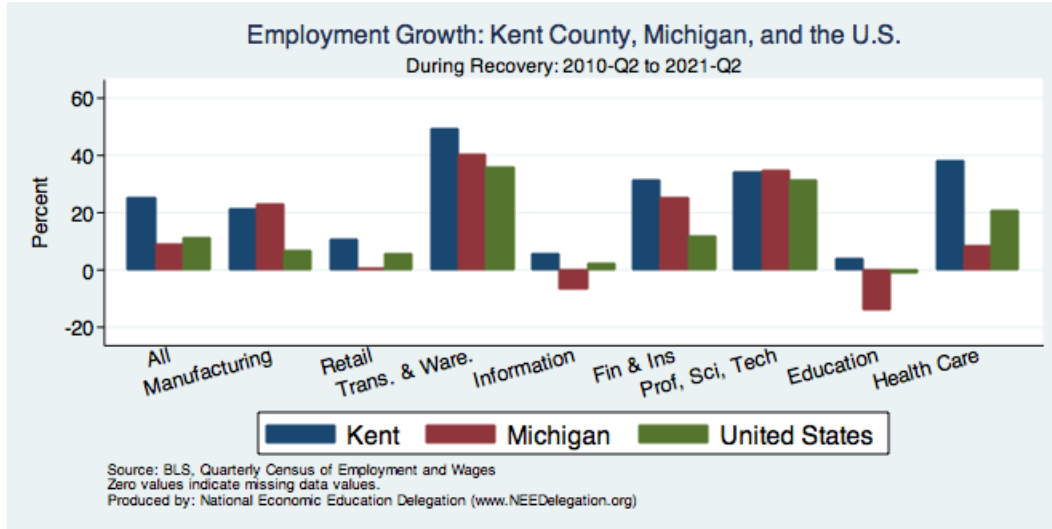 Employment Growth: Kent County, Michigan, and the U.S.
During Recovery: 2010-Q2 to 2021-Q2
Percent
60
40
20
0
-20
All
Manufacturing
Retail
Trans. & Ware.
Information
Fin & Ins
Prof, Sci, Tech
Education
Health Care
Kent
Michigan
United States
Source: BLS, Quarterly Census of Employment and Wages
Zero values indicate missing data values.
Produced by: National Economic Education Delegation (www.NEEDelegation.org)